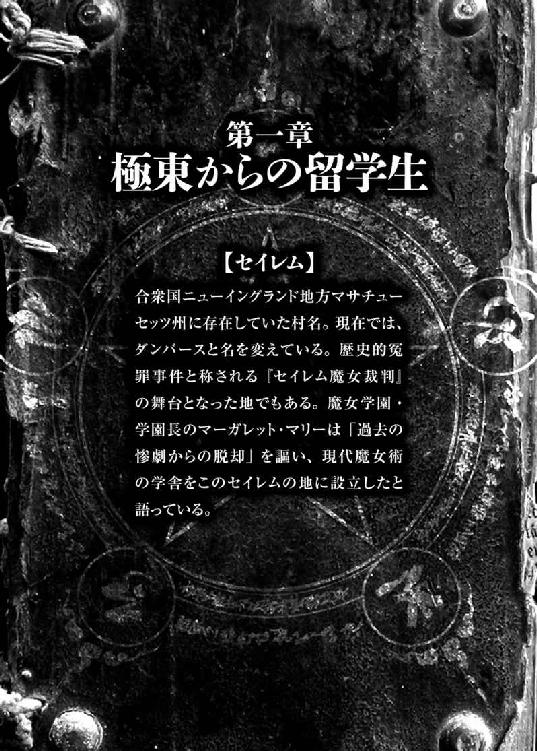 第一章
極東からの留学生
【セイレム】
合衆国ニューイングランド地方マサチュー
セッツ州に存在していた村名。現在では、
ダンバースと名を変えている。歴史的冤
罪事件と称される『セイレム魔女裁判』
の舞台となった地でもある。魔女学園・
学園長のマーガレット・マリーは「過去の
惨劇からの脱却」を謳い、現代魔女術
の学舎をこのセイレムの地に設立したと
語っている。